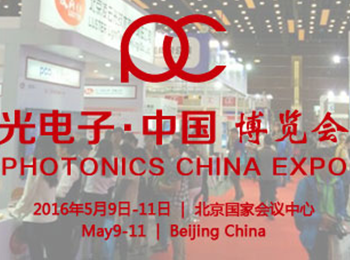 pc
光电子·中国 博览会
PHOTONICS CHINA EXPO
2016年5月9日-11日 | 北京国家会议中心
May9-11 | Beijing China